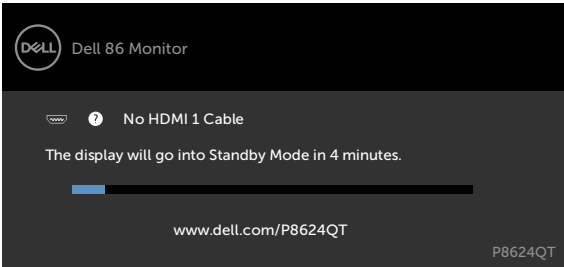 DELL
Dell 86 Monitor
? No HDMI 1 Cable
The display will go into Standby Mode in 4 minutes.
www.dell.com/P8624QT
P8624QT